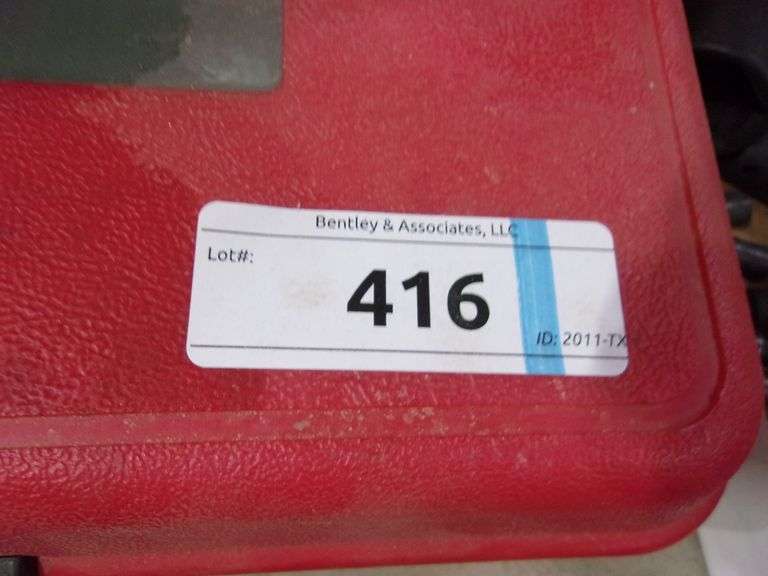 Bentley & Associates, LLC
Lot#:
416
ID: 2011-TX